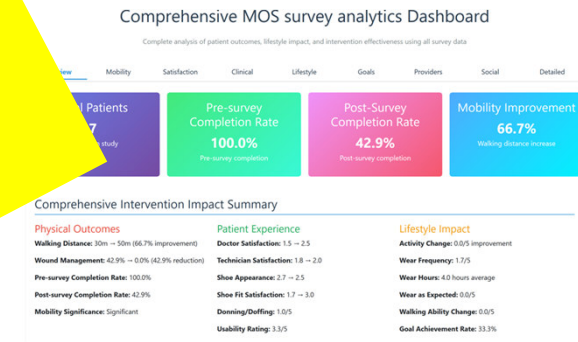 Comprehensive MOS survey analytics Dashboard
Complete analysis of patient outcomes, lifestyle impact, and intervention effectiveness using all survey data
Mobility Satisfaction Clinical Lifestyle Goals Providers Social Detailed
Patients
7
study
Pre-survey
Completion Rate
100.0%
Pre-survey completion
Post-Survey
Completion Rate
42.9%
Post-survey completion
Mobility Improvement
66.7%
Walking distance increase
Comprehensive Intervention Impact Summary
Physical Outcomes
Walking Distance: 30m → 50m (66.7% improvement)
Wound Management: 42.9% → 0.0% (42.9% reduction)
Pre-survey Completion Rate: 100.0%
Post-survey Completion Rate: 42.9%
Mobility Significance: Significant
Patient Experience
Doctor Satisfaction: 1.5 → 2.5
Technician Satisfaction: 1.8 → 2.0
Shoe Appearance: 2.7 → 2.5
Shoe Fit Satisfaction: 1.7 → 3.0
Donning/Doffing: 1.0/5
Usability Rating: 3.3/5
Lifestyle Impact
Activity Change: 0.0/5 improvement
Wear Frequency: 1.7/5
Wear Hours: 4.0 hours average
Wear as Expected: 0.0/5
Walking Ability Change: 0.0/5
Goal Achievement Rate: 33.3%